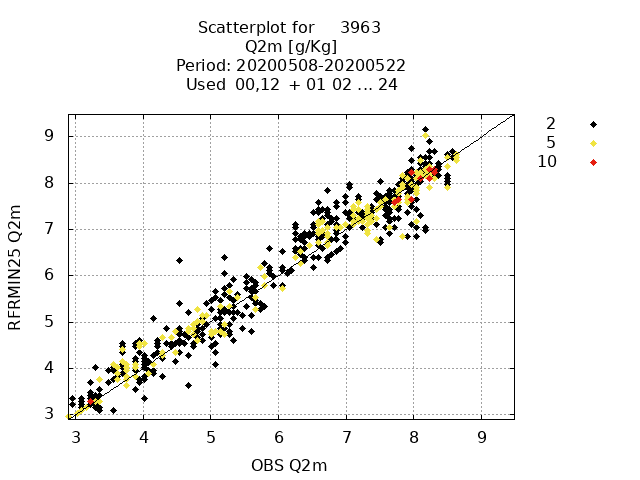 Scatterplot for 3963
Q2m [g/Kg]
Period: 20200508-20200522
Used 00,12 + 01 02 ... 24
2
5
10
9
8
7
6
5
4
3
RFRMIN25 Q2m
3 4 5 6 7 8 9
OBS Q2m